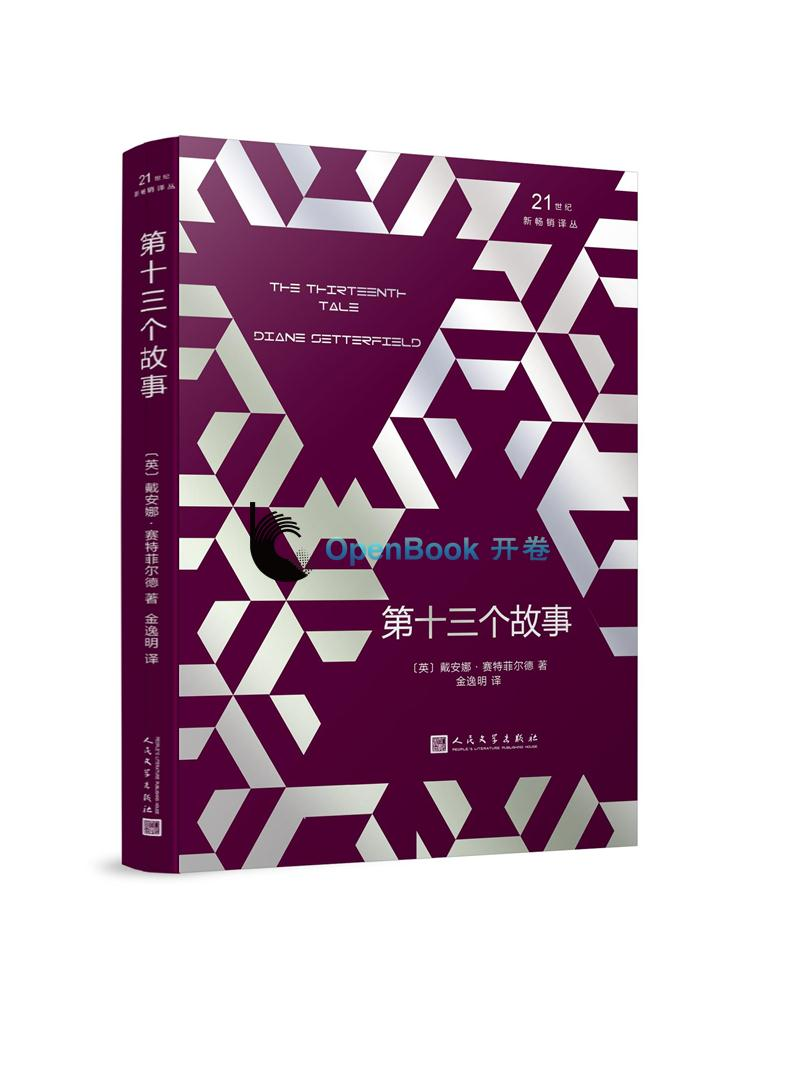 21世纪
新畅销译丛
第十三个故事
〔英〕戴安娜·赛特菲尔德 著 金逸明 译
人民文学出版社
PEOPLE'S LITERATURE PUBLISHING HOUSE
21世纪
新畅销译丛
THE THIRTEENTH
TALE
DIANE SETTERFIELD
OpenBook 开卷
第十三个故事
〔英〕戴安娜·赛特菲尔德 著
金逸明 译
人民文学出版社
PEOPLE'S LITERATURE PUBLISHING HOUSE